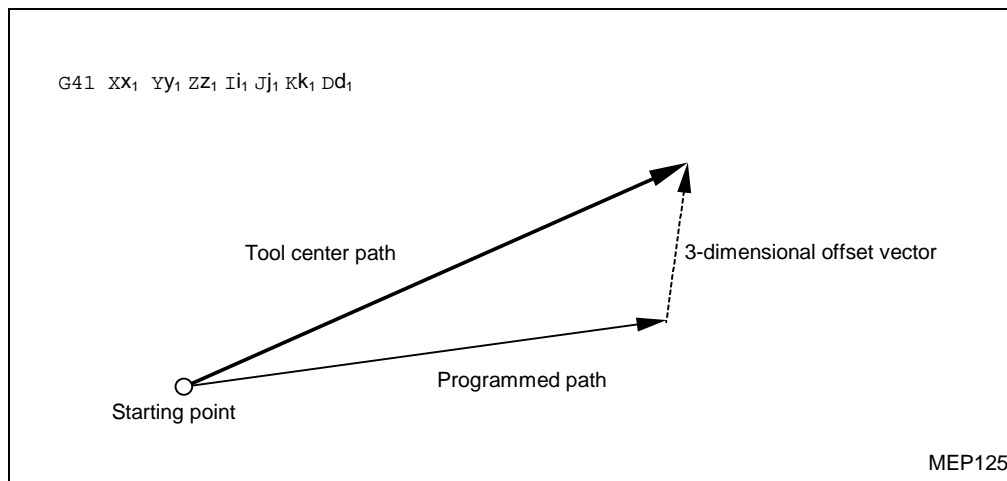 G41 Xx₁ Yy₁ Zz₁ Ii₁ Jj₁ Kk₁ Dd₁
Tool center path
3-dimensional offset vector
Programmed path
Starting point
MEP125